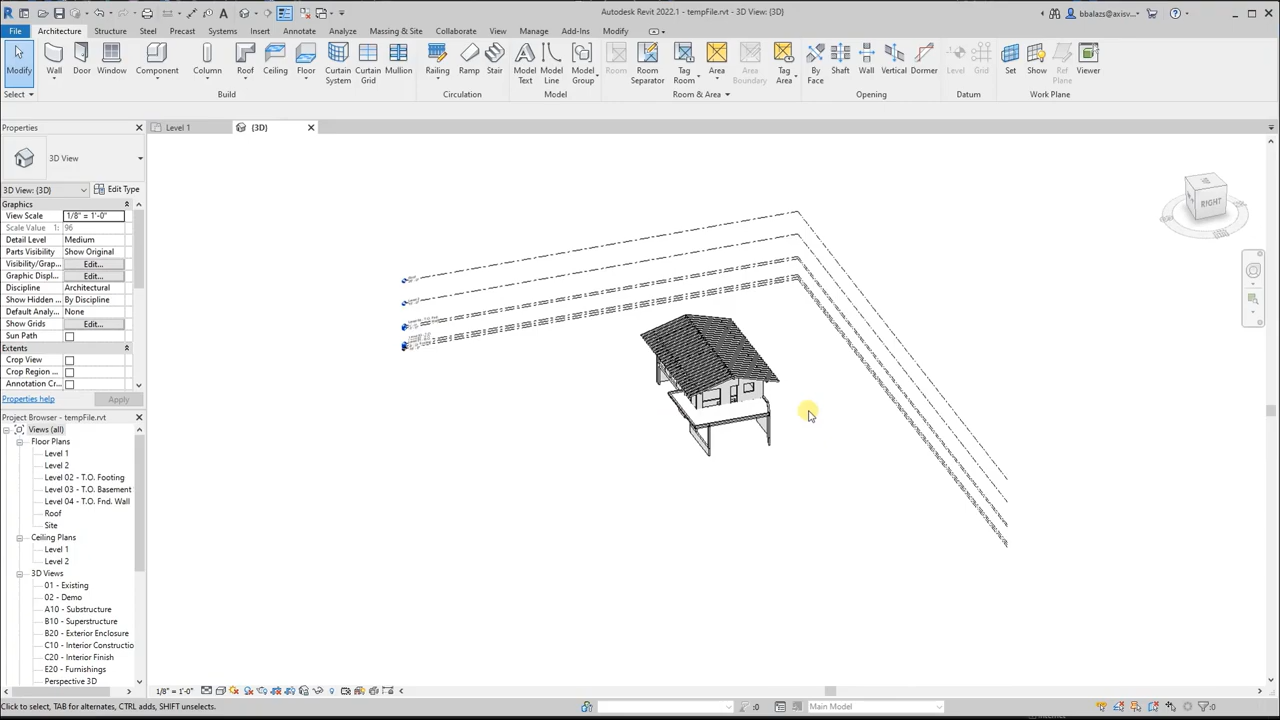 Autodesk Revit 2022.1 - tempFile.rvt - 3D View: {3D}
bbalazs@axisv...
File Architecture Structure Steel Precast Systems Insert Annotate Analyze Massing & Site Collaborate View Manage Add-Ins Modify
Modify Wall Door Window Component Column Roof Ceiling Floor Curtain System Curtain Grid Mullion Railing Ramp Stair Model Text Model Line Model Group Room Room Separator Tag Room Area Area Boundary Tag Area By Face Shaft Wall Vertical Dormer Level Grid Set Show Ref Plane Viewer
Select Build Circulation Model Room & Area Opening Datum Work Plane
Properties
Level 1
{3D}
3D View
3D View: {3D} Edit Type
Graphics
View Scale 1/8" = 1'-0"
Scale Value 1: 96
Detail Level Medium
Parts Visibility Show Original
Visibility/Grap... Edit...
Graphic Displ... Edit...
Discipline Architectural
Show Hidden ... By Discipline
Default Analy... None
Show Grids Edit...
Sun Path
Extents
Crop View
Crop Region ...
Annotation Cr...
Properties help Apply
Project Browser - tempFile.rvt
Views (all)
Floor Plans
Level 1
Level 2
Level 02 - T.O. Footing
Level 03 - T.O. Basement
Level 04 - T.O. Fnd. Wall
Roof
Site
Ceiling Plans
Level 1
Level 2
3D Views
01 - Existing
02 - Demo
A10 - Substructure
B10 - Superstructure
B20 - Exterior Enclosure
C10 - Interior Constructio
C20 - Interior Finish
E20 - Furnishings
Perspective 3D
RIGHT
1/8" = 1'-0"
Click to select, TAB for alternates, CTRL adds, SHIFT unselects.
:0
Main Model
:0